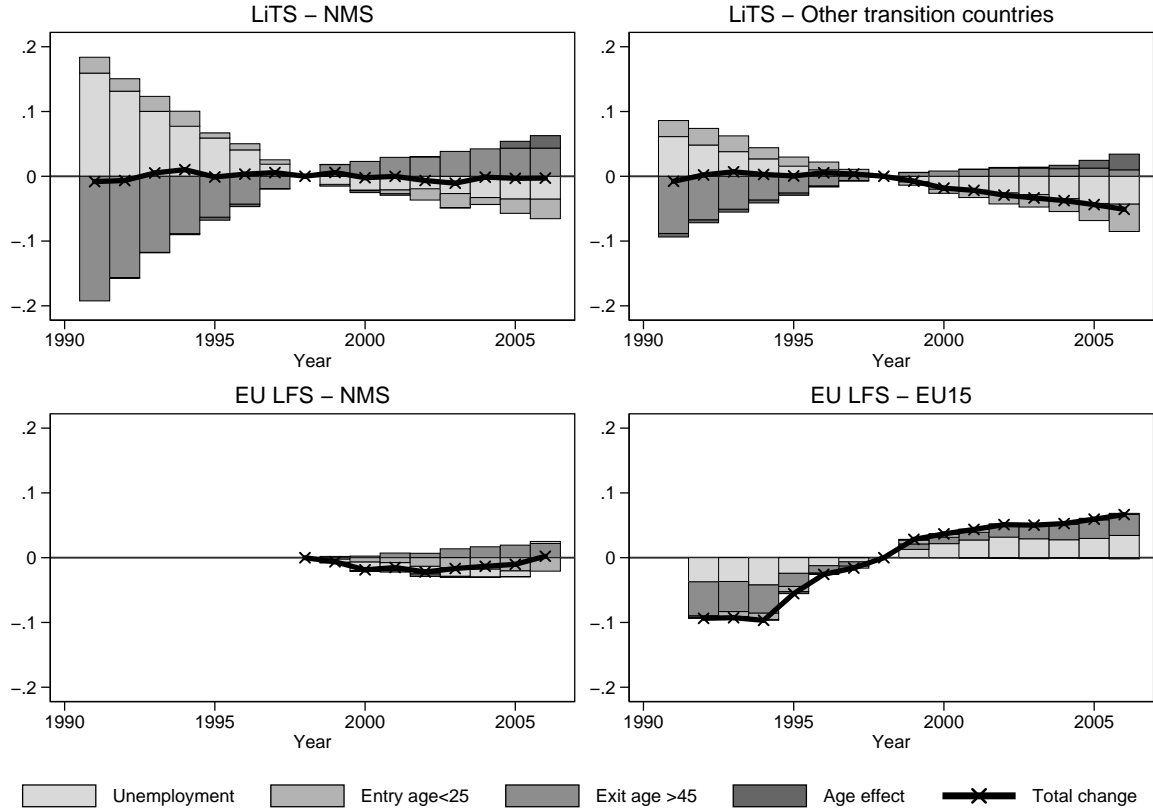 LiTS − NMS
.2
.1
0
−.1
−.2
1990 1995 2000 2005
Year
LiTS − Other transition countries
.2
.1
0
−.1
−.2
1990 1995 2000 2005
Year
EU LFS − NMS
.2
.1
0
−.1
−.2
1990 1995 2000 2005
Year
EU LFS − EU15
.2
.1
0
−.1
−.2
1990 1995 2000 2005
Year
Unemployment Entry age<25 Exit age >45 Age effect Total change